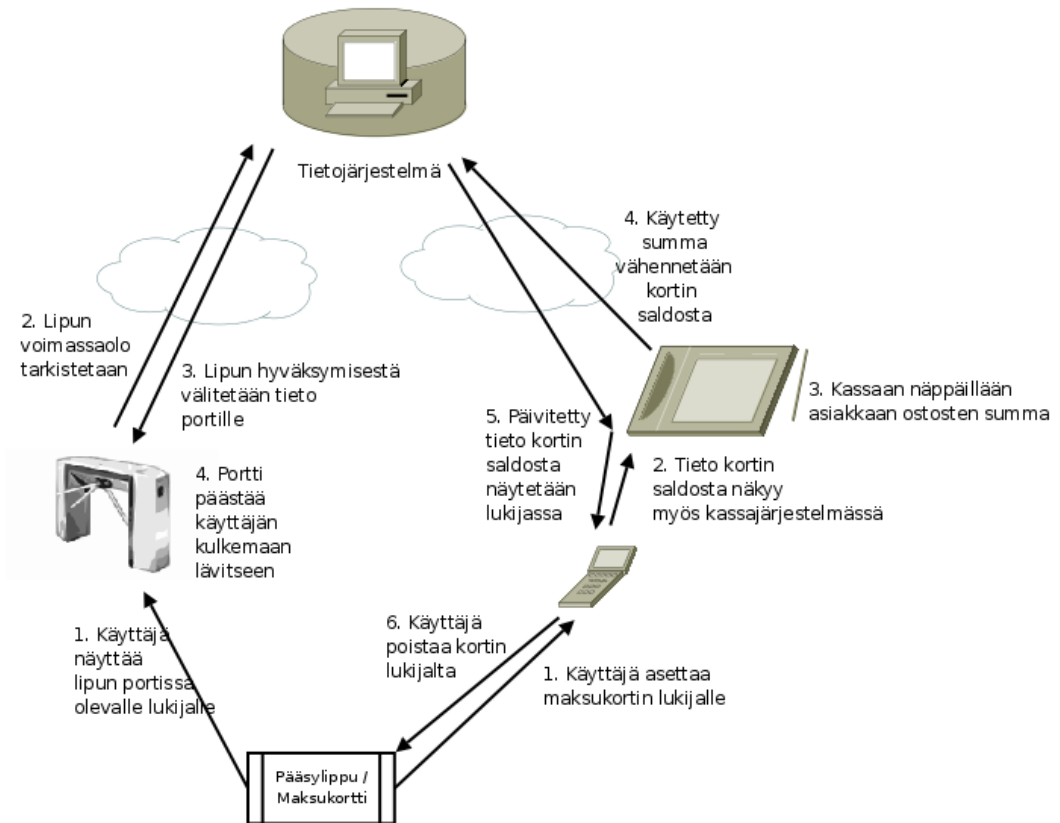 Tietojärjestelmä
2. Lipun
voimassaolo
tarkistetaan
3. Lipun hyväksymisestä
välitetään tieto
portille
4. Portti
päästää
käyttäjän
kulkemaan
lävitseen
1. Käyttäjä
näyttää
lipun portissa
olevalle lukijalle
4. Käytetty
summa
vähennetään
kortin
saldosta
3. Kassaan näppäillään
asiakkaan ostosten summa
5. Päivitetty
tieto kortin
saldosta
näytetään
lukijassa
2. Tieto kortin
saldosta näkyy
myös kassajärjestelmässä
6. Käyttäjä
poistaa kortin
lukijalta
1. Käyttäjä asettaa
maksukortin lukijalle
Pääsylippu /
Maksukortti